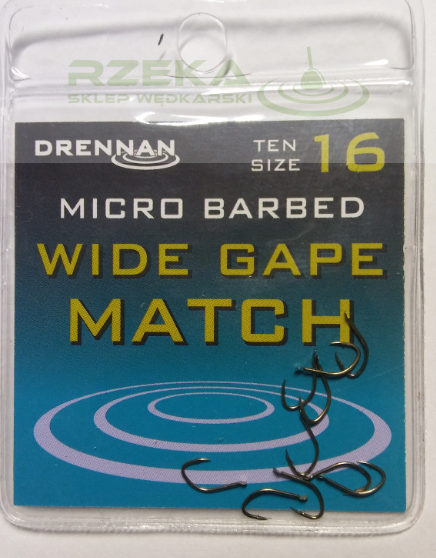 RZEKA
SKLEP WĘDKARSKI
DRENNAN
TEN
SIZE 16
MICRO BARBED
WIDE GAPE
MATCH